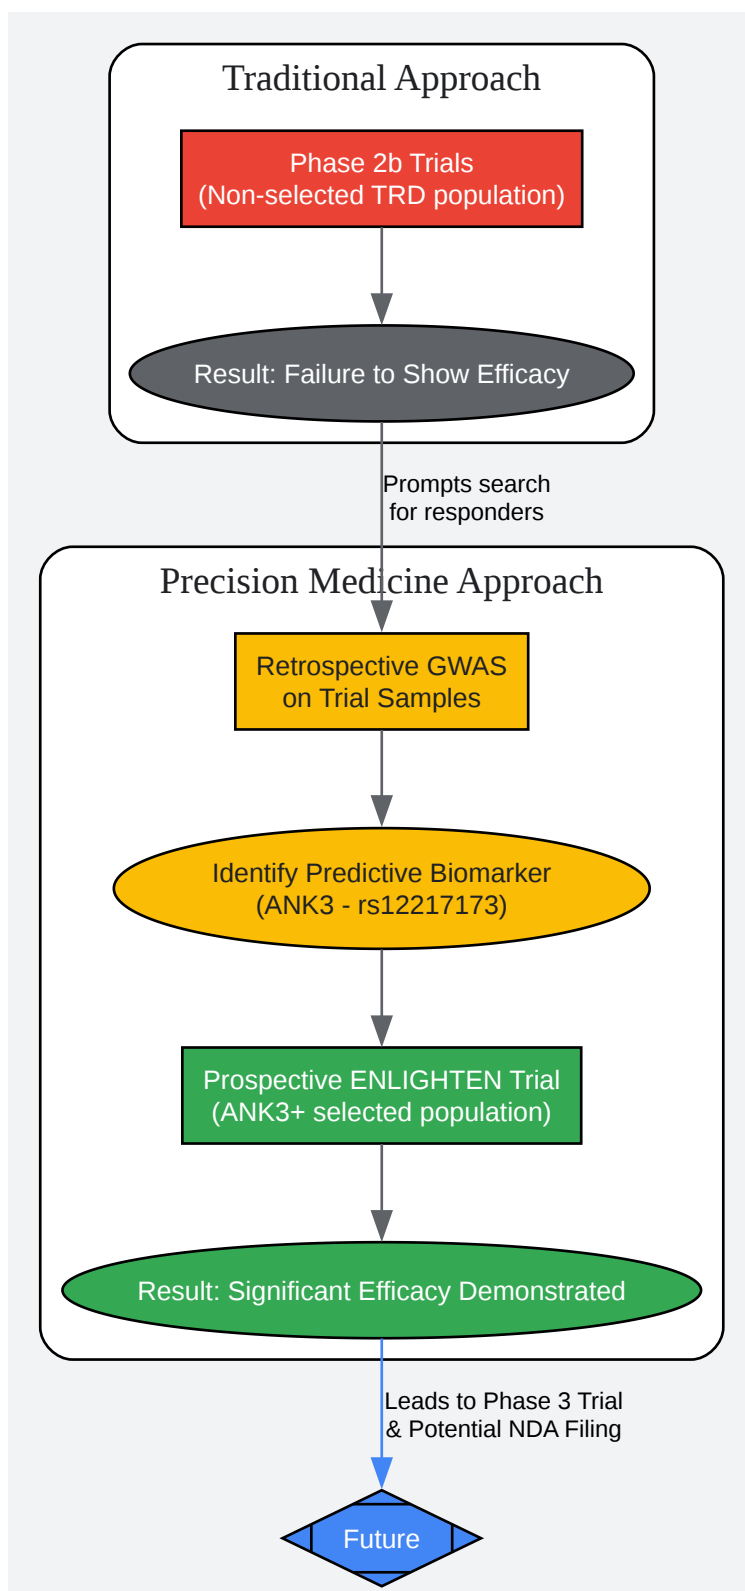 Traditional Approach
Phase 2b Trials
(Non-selected TRD population)
Result: Failure to Show Efficacy
Prompts search
for responders
Precision Medicine Approach
Retrospective GWAS
on Trial Samples
Identify Predictive Biomarker
(ANK3 - rs12217173)
Prospective ENLIGHTEN Trial
(ANK3+ selected population)
Result: Significant Efficacy Demonstrated
Leads to Phase 3 Trial
& Potential NDA Filing
Future